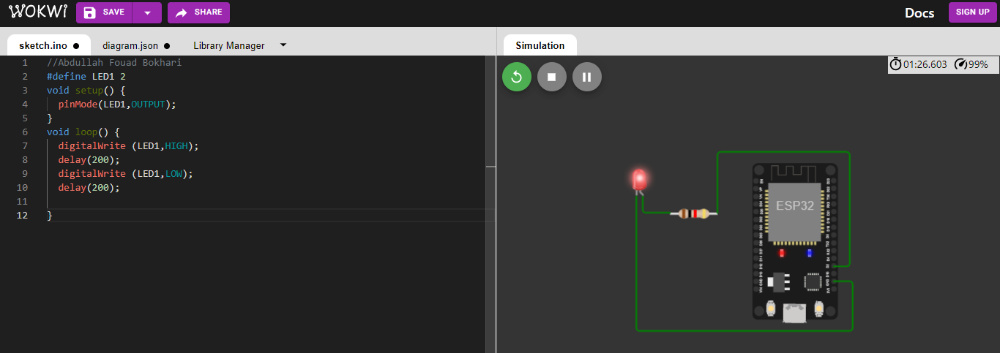 WOKWI
SAVE
SHARE
Docs
SIGN UP
sketch.ino
diagram.json
Library Manager
Simulation
1 //Abdullah Fouad Bokhari
2 #define LED1 2
3 void setup() {
4 pinMode(LED1,OUTPUT);
5 }
6 void loop() {
7 digitalWrite (LED1,HIGH);
8 delay(200);
9 digitalWrite (LED1,LOW);
10 delay(200);
11
12 }
01:26.603
99%
ESP32